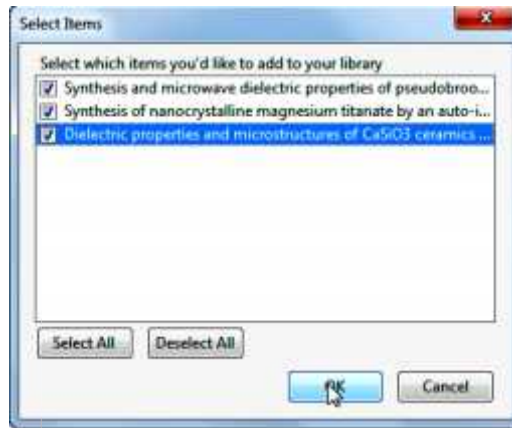 Select Items
Select which items you'd like to add to your library
Synthesis and microwave dielectric properties of pseudobroo...
Synthesis of nanocrystalline magnesium titanate by an auto-i...
Dielectric properties and microstructures of CaSiO3 ceramics ...
Select All Deselect All
OK Cancel